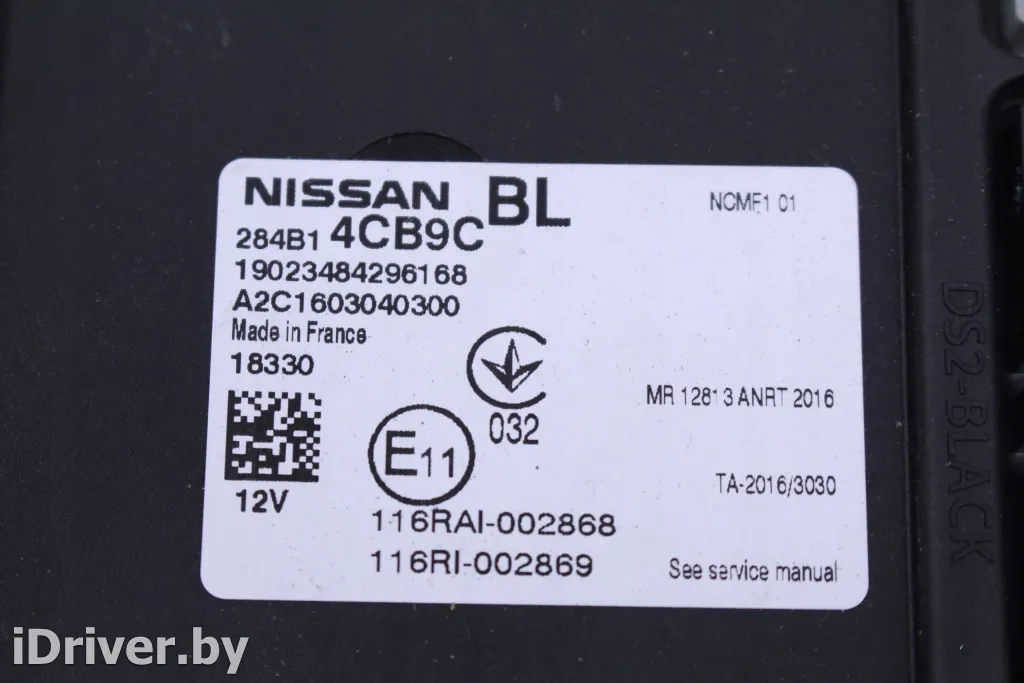 NISSAN BL
NCMF1 01
284B1 4CB9C
19023484296168
A2C1603040300
Made in France
18330
032
MR 12813 ANRT 2016
E11
12V
TA-2016/3030
116RAI-002868
116RI-002869
See service manual
DS2-BLACK
iDriver.by